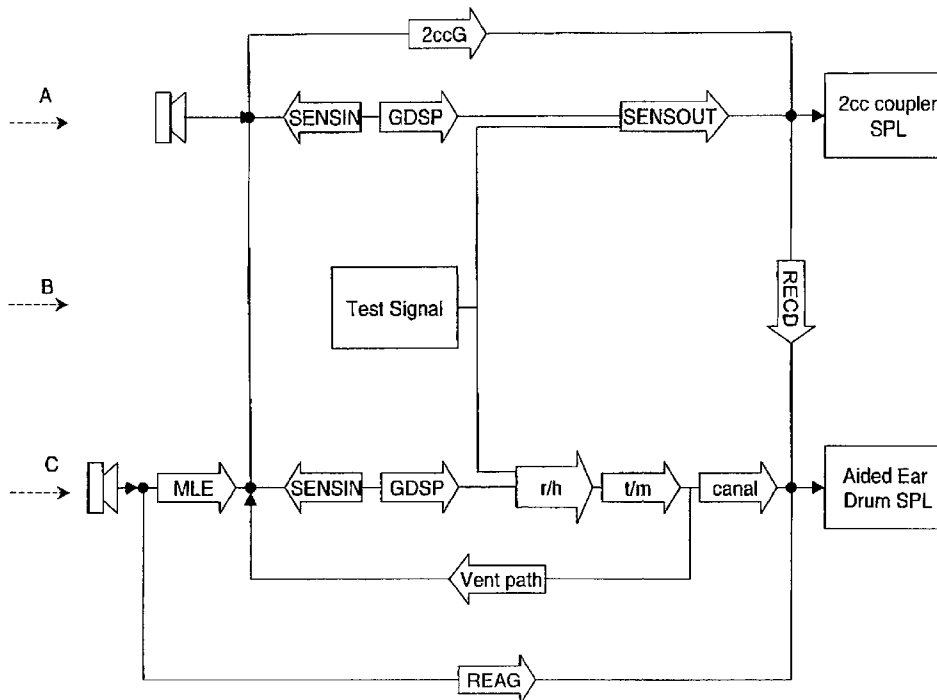 2ccG
A
SENSIN
GDSP
SENSOUT
2cc coupler
SPL
B
Test Signal
RECD
C
MLE
SENSIN
GDSP
r/h
t/m
canal
Aided Ear
Drum SPL
Vent path
REAG